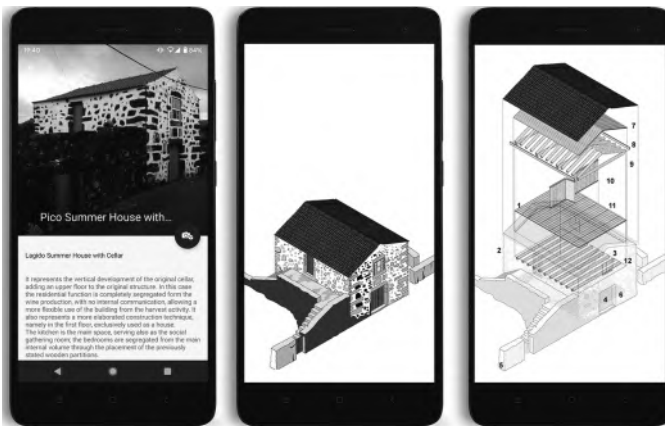 11:40
84%
Pico Summer House with...
Lagido Summer House with Cellar
It represents the vertical development of the original cellar,
adding an upper floor to the original structure. In this case
the residential function is completely segregated form the
wine production, with no internal communication, allowing a
more flexible use of the building from the harvest activity. It
also represents a more elaborated construction technique,
namely in the first floor, exclusively used as a house.
The kitchen is the main space, serving also as the social
gathering room; the bedrooms are segregated from the main
internal volume through the placement of the previously
stated wooden partitions.
7
8
9
10
1
11
2
3
12
4
6
5